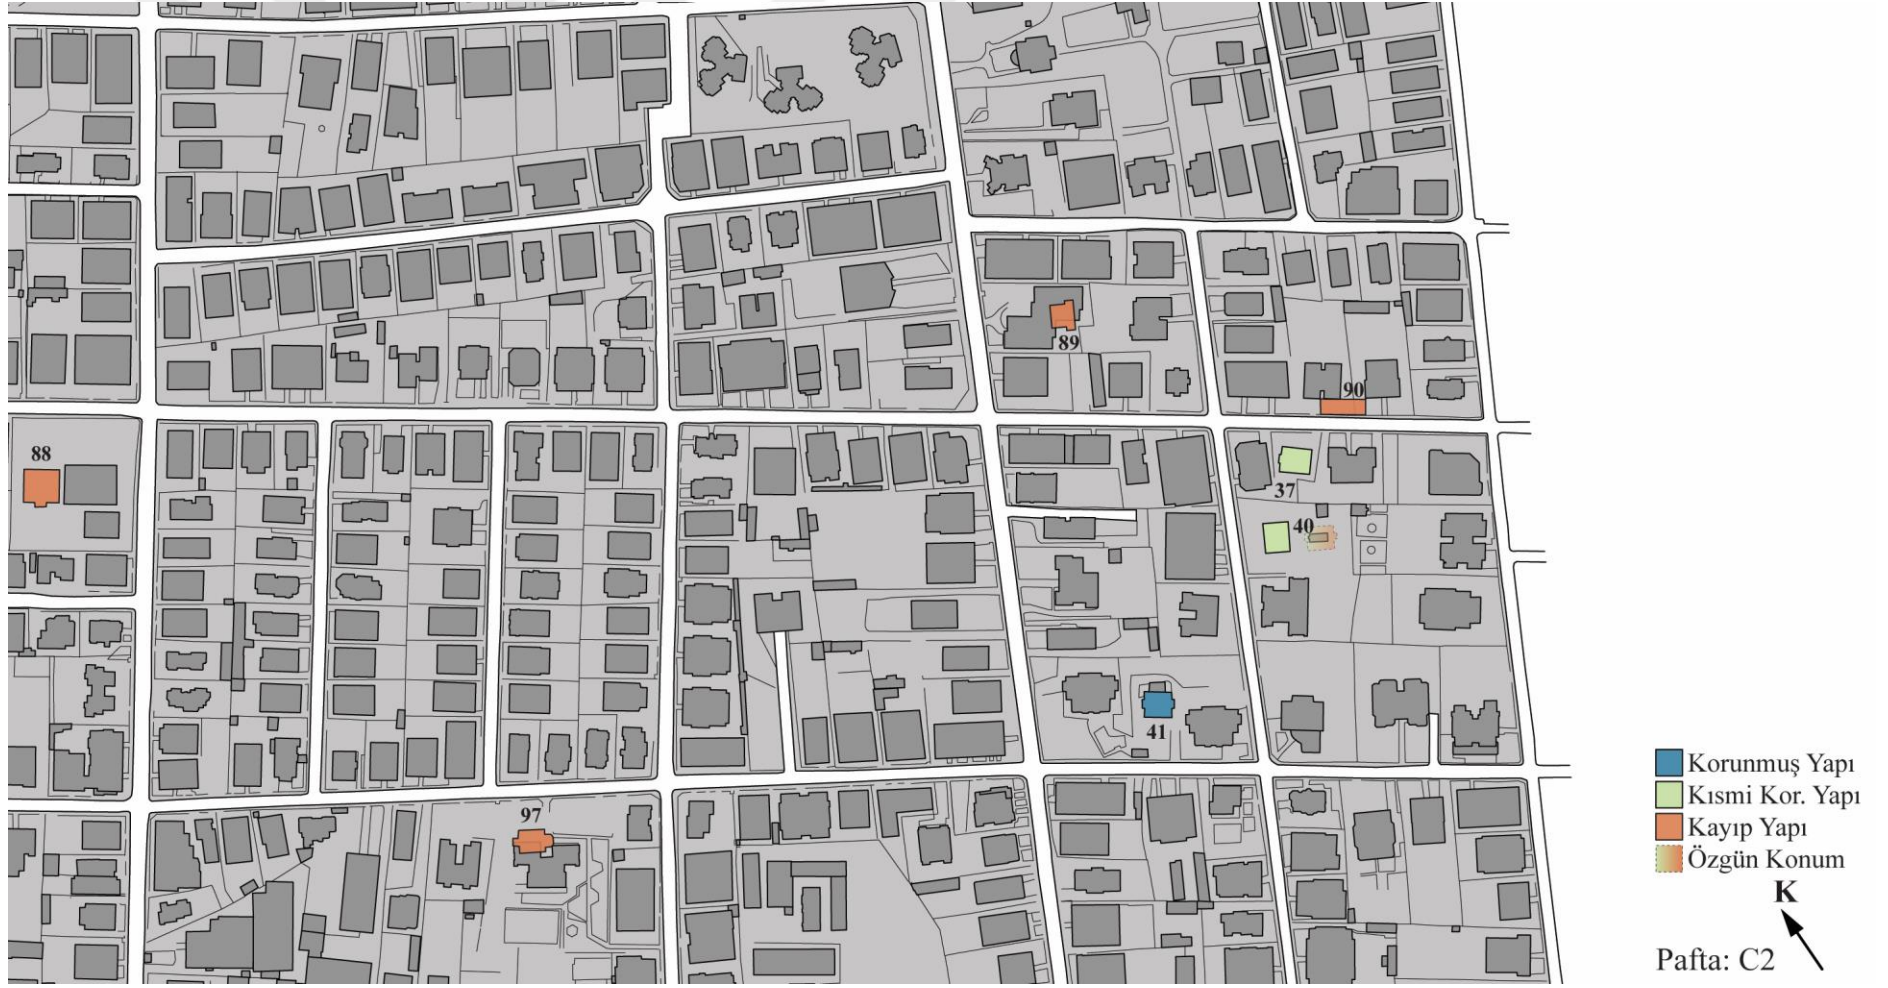 89
90
88
37
40
41
97
Korunmuş Yapı
Kısmi Kor. Yapı
Kayıp Yapı
Özgün Konum
K
Pafta: C2